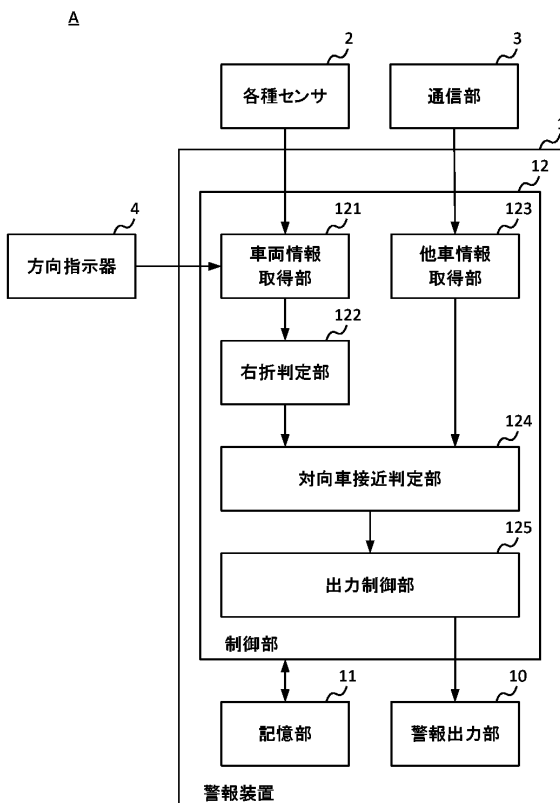 A
2
3
各種センサ
通信部
1
12
4
121
123
方向指示器
車両情報
取得部
他車情報
取得部
122
右折判定部
124
対向車接近判定部
125
出力制御部
制御部
11
10
記憶部
警報出力部
警報装置